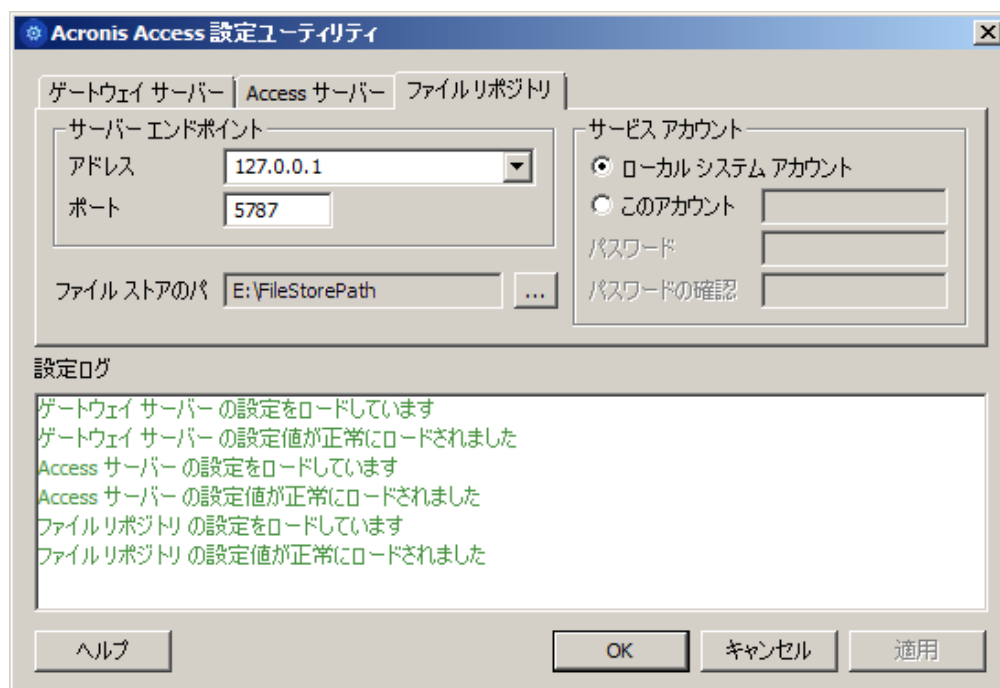 Acronis Access 設定ユーティリティ
ゲートウェイ サーバー
Access サーバー
ファイル リポジトリ
サーバー エンドポイント
アドレス
127.0.0.1
ポート
5787
ファイル ストアのパ
E:\FileStorePath
...
サービス アカウント
ローカル システム アカウント
このアカウント
パスワード
パスワードの確認
設定ログ
ゲートウェイ サーバー の設定をロードしています
ゲートウェイ サーバー の設定値が正常にロードされました
Access サーバー の設定をロードしています
Access サーバー の設定値が正常にロードされました
ファイル リポジトリ の設定をロードしています
ファイル リポジトリ の設定値が正常にロードされました
ヘルプ
OK
キャンセル
適用